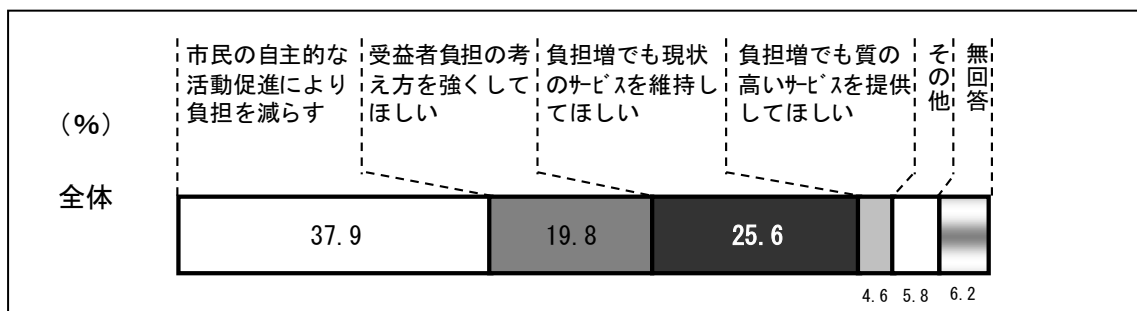 市民の自主的な
活動促進により
負担を減らす
受益者負担の考
え方を強くして
ほしい
負担増でも現状
のｻｰﾋﾞｽを維持し
てほしい
負担増でも質の
高いｻｰﾋﾞｽを提供
してほしい
その他
無回答
（%）
全体
37.9
19.8
25.6
4.6
5.8
6.2